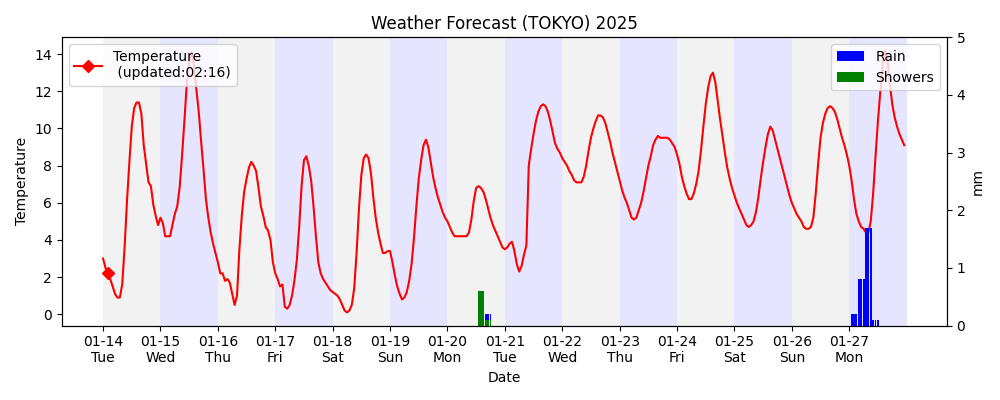 Weather Forecast (TOKYO) 2025
Temperature
(updated:02:16)
Rain
Showers
Temperature
14
12
10
8
6
4
2
0
5
4
3
2
1
0
mm
01-14 01-15 01-16 01-17 01-18 01-19 01-20 01-21 01-22 01-23 01-24 01-25 01-26 01-27
Tue Wed Thu Fri Sat Sun Mon Tue Wed Thu Fri Sat Sun Mon
Date